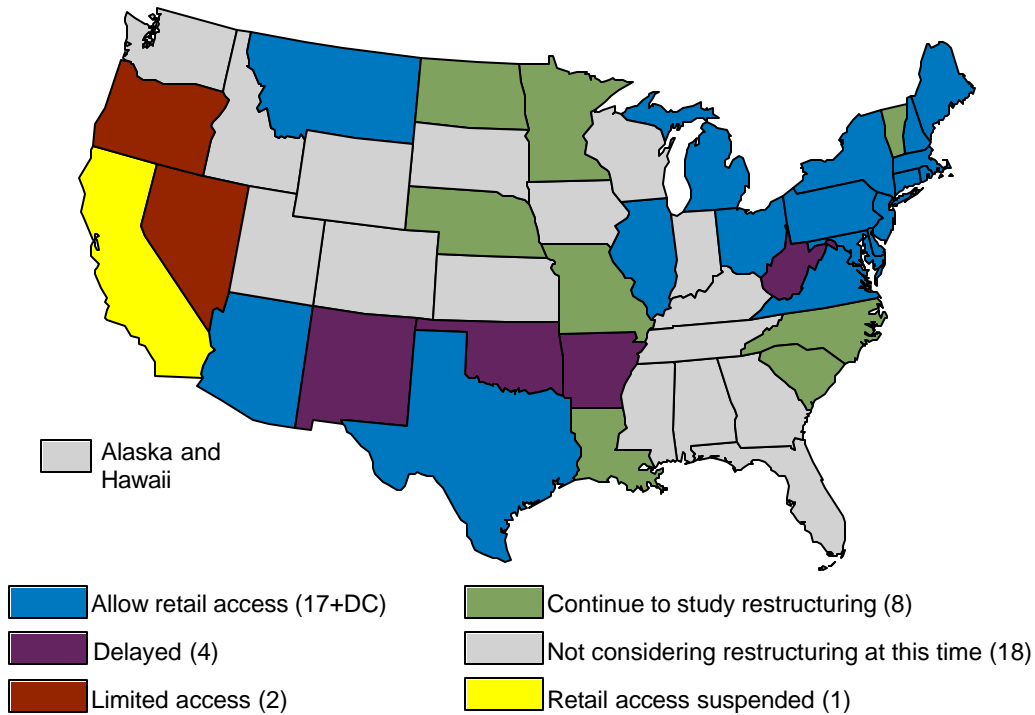 Alaska and
Hawaii
Allow retail access (17+DC)
Continue to study restructuring (8)
Delayed (4)
Not considering restructuring at this time (18)
Limited access (2)
Retail access suspended (1)